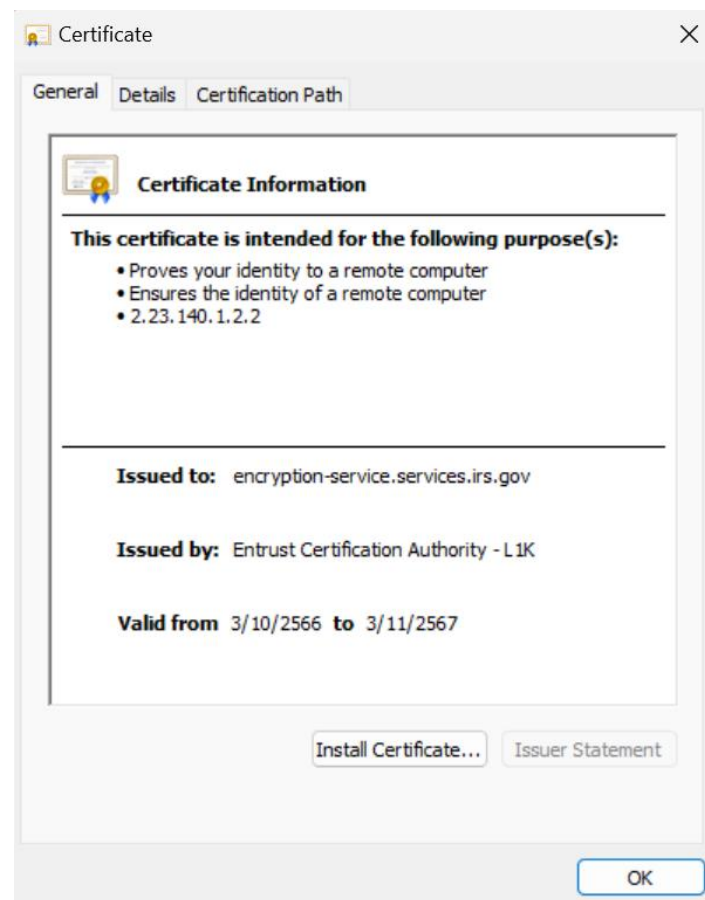 Certificate
General Details Certification Path
Certificate Information
This certificate is intended for the following purpose(s):
• Proves your identity to a remote computer
• Ensures the identity of a remote computer
• 2.23.140.1.2.2
Issued to: encryption-service.services.irs.gov
Issued by: Entrust Certification Authority - L1K
Valid from 3/10/2566 to 3/11/2567
Install Certificate... Issuer Statement
OK